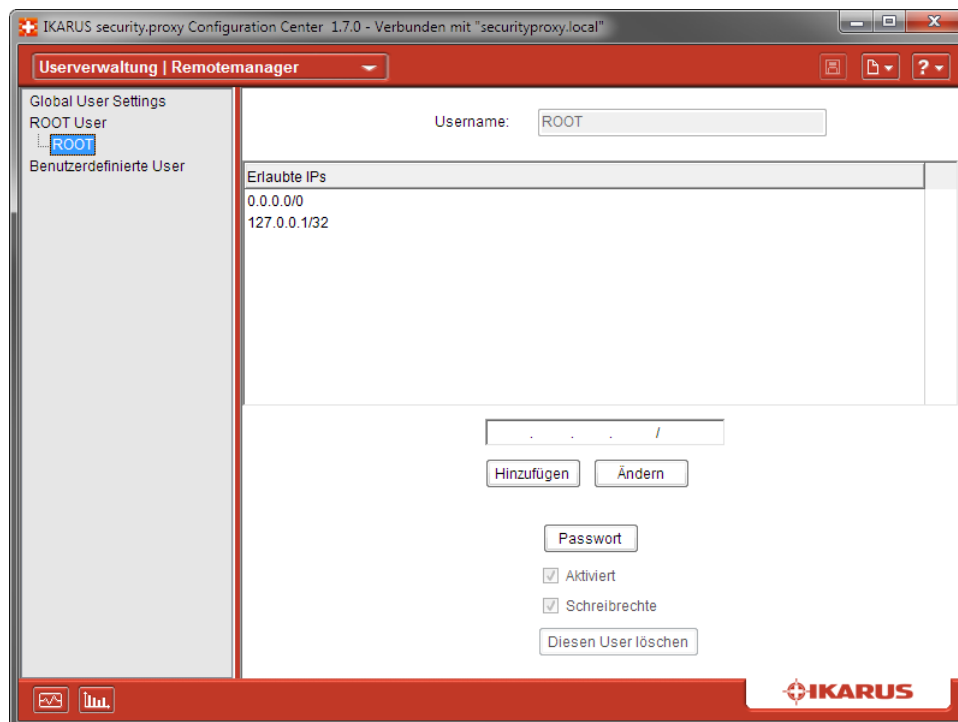 IKARUS security.proxy Configuration Center 1.7.0 - Verbunden mit "securityproxy.local"
Userverwaltung | Remotemanager
?
Global User Settings
ROOT User
ROOT
Benutzerdefinierte User
Username: ROOT
Erlaubte IPs
0.0.0.0/0
127.0.0.1/32
. . . /
Hinzufügen Ändern
Passwort
Aktiviert
Schreibrechte
Diesen User löschen
IKARUS